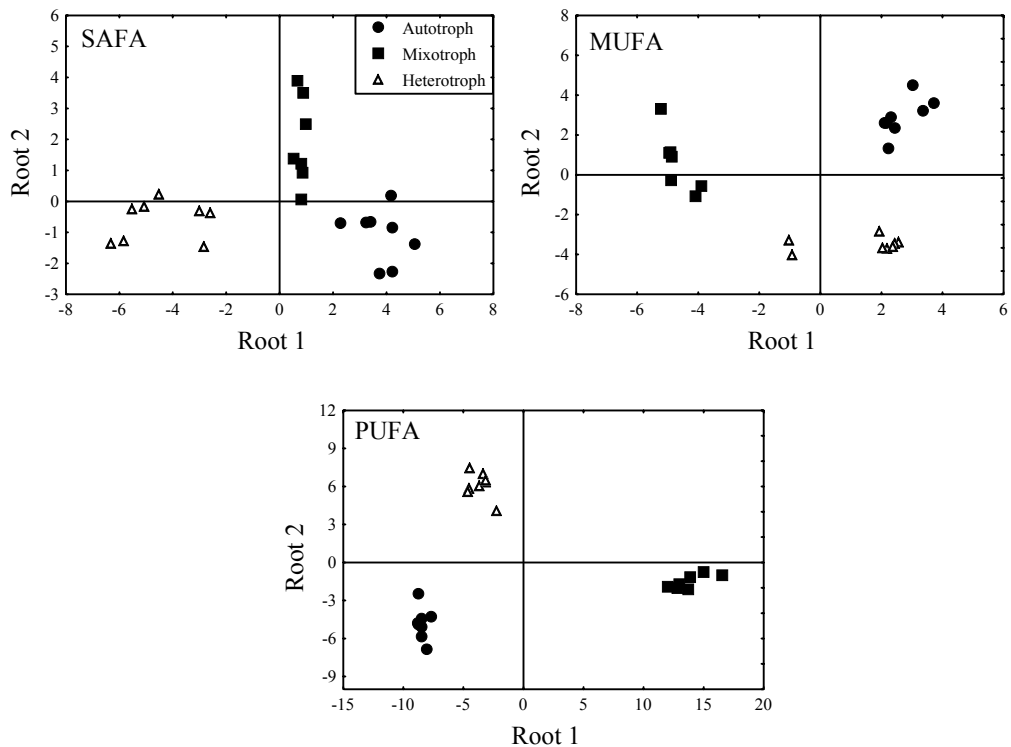 SAFA
Autotroph
Mixotroph
Heterotroph
6
5
4
3
2
1
0
-1
-2
-3
Root 2
-8 -6 -4 -2 0 2 4 6 8
Root 1
MUFA
8
6
4
2
0
-2
-4
-6
Root 2
-8 -6 -4 -2 0 2 4 6
Root 1
PUFA
12
9
6
3
0
-3
-6
-9
Root 2
-15 -10 -5 0 5 10 15 20
Root 1